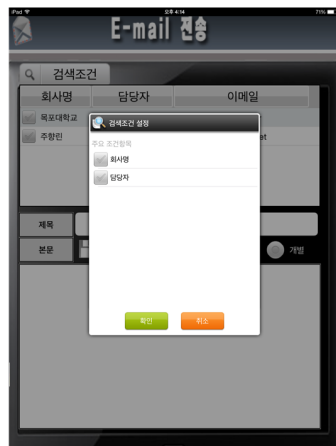 iPad 오후 4:14 71%
E-mail 전송
검색조건
회사명 담당자 이메일
목포대학교
주향린 et
검색조건 설정
주요 조건항목
회사명
담당자
제목
본문 개별
확인 취소